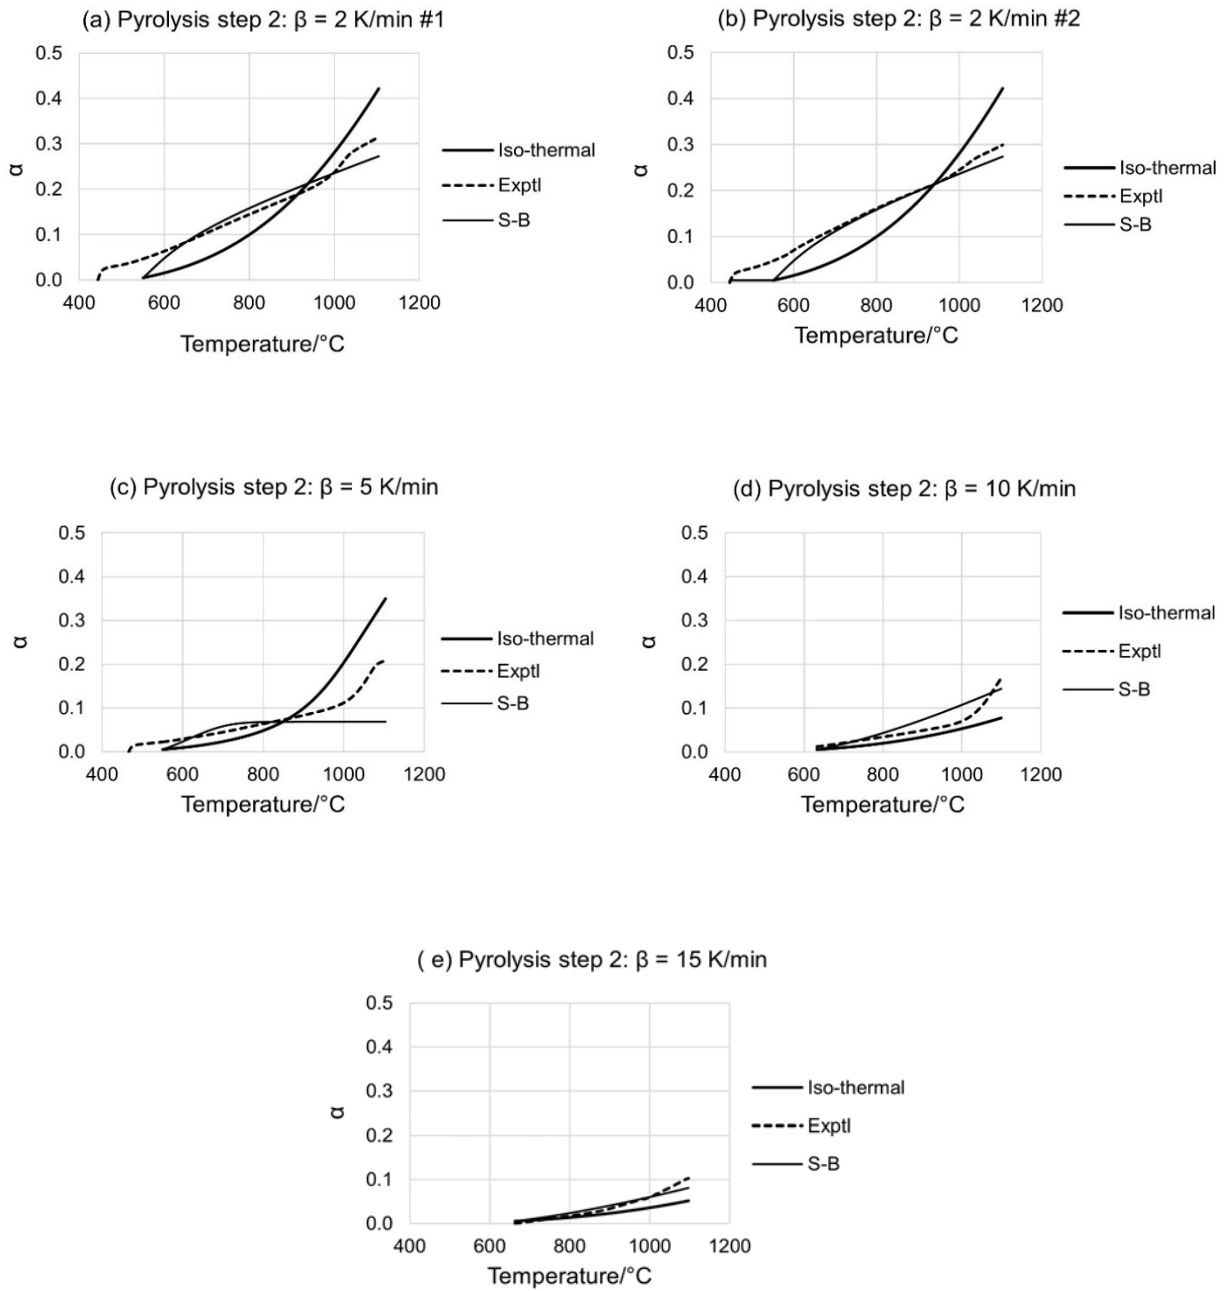 (a) Pyrolysis step 2: β = 2 K/min #1
0.5
0.4
0.3
0.2
0.1
0.0
α
400 600 800 1000 1200
Temperature/°C
Iso-thermal
Exptl
S-B
(b) Pyrolysis step 2: β = 2 K/min #2
0.5
0.4
0.3
0.2
0.1
0.0
α
400 600 800 1000 1200
Temperature/°C
Iso-thermal
Exptl
S-B
(c) Pyrolysis step 2: β = 5 K/min
0.5
0.4
0.3
0.2
0.1
0.0
α
400 600 800 1000 1200
Temperature/°C
Iso-thermal
Exptl
S-B
(d) Pyrolysis step 2: β = 10 K/min
0.5
0.4
0.3
0.2
0.1
0.0
α
400 600 800 1000 1200
Temperature/°C
Iso-thermal
Exptl
S-B
( e) Pyrolysis step 2: β = 15 K/min
0.5
0.4
0.3
0.2
0.1
0.0
α
400 600 800 1000 1200
Temperature/°C
Iso-thermal
Exptl
S-B